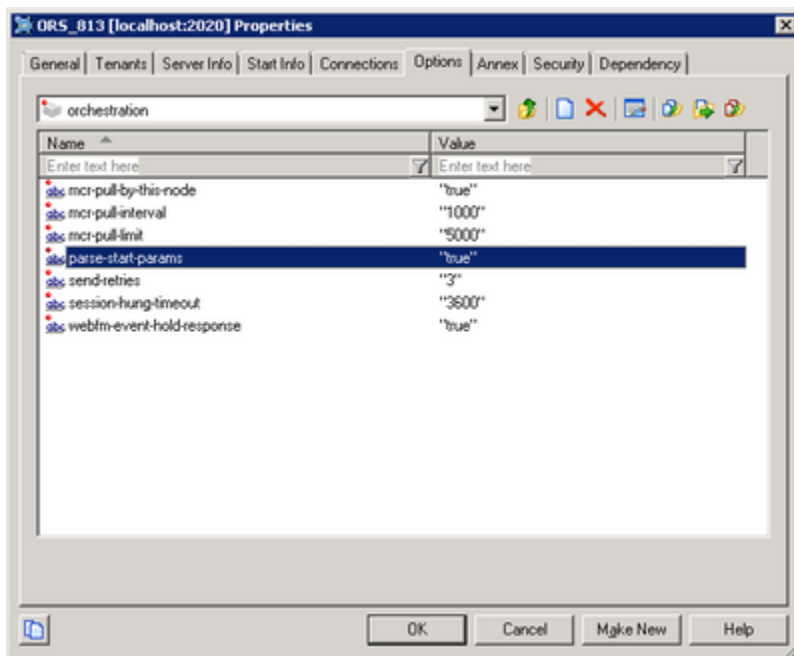 ORS_813 [localhost:2020] Properties
General Tenants Server Info Start Info Connections Options Annex Security Dependency
orchestration
Name Value
Enter text here Enter text here
mcr-pull-by-this-node "true"
mcr-pull-interval "1000"
mcr-pull-limit "5000"
parse-start-params "true"
send-retries "3"
session-hung-timeout "3600"
webfm-event-hold-response "true"
OK Cancel Make New Help